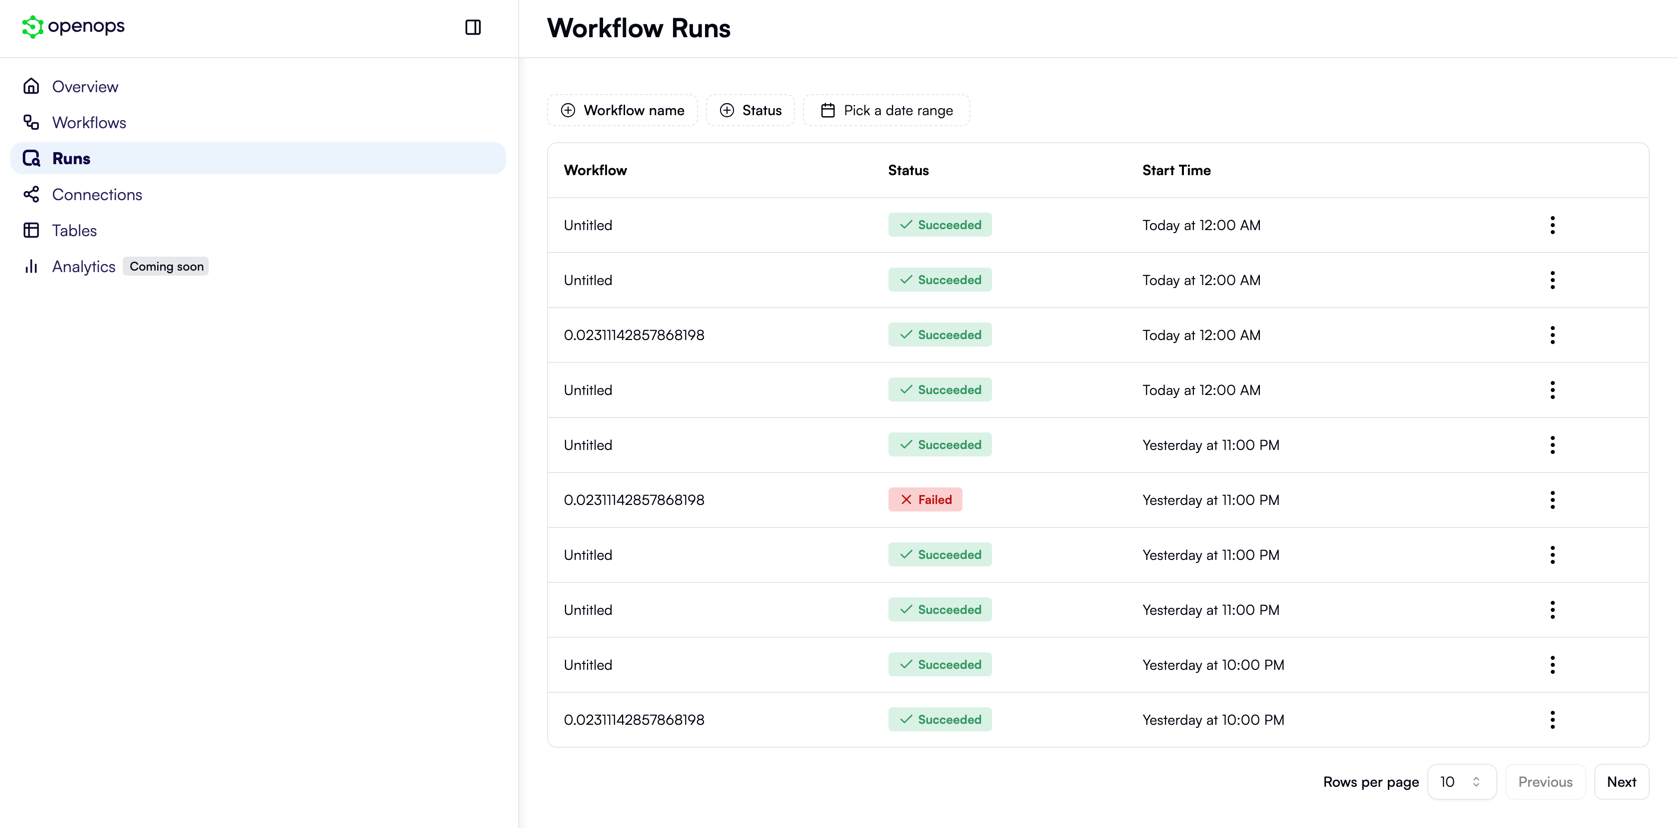 openops
Workflow Runs
Overview
Workflows
Runs
Connections
Tables
Analytics Coming soon
Workflow name Status Pick a date range
Workflow Status Start Time
Untitled Succeeded Today at 12:00 AM
Untitled Succeeded Today at 12:00 AM
0.02311142857868198 Succeeded Today at 12:00 AM
Untitled Succeeded Today at 12:00 AM
Untitled Succeeded Yesterday at 11:00 PM
0.02311142857868198 Failed Yesterday at 11:00 PM
Untitled Succeeded Yesterday at 11:00 PM
Untitled Succeeded Yesterday at 11:00 PM
Untitled Succeeded Yesterday at 10:00 PM
0.02311142857868198 Succeeded Yesterday at 10:00 PM
Rows per page 10 Previous Next